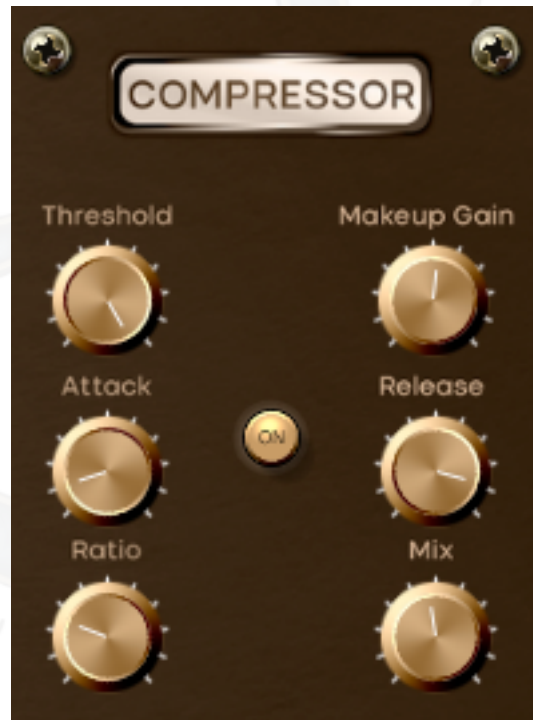 COMPRESSOR
Threshold
Makeup Gain
Attack
Release
ON
Ratio
Mix